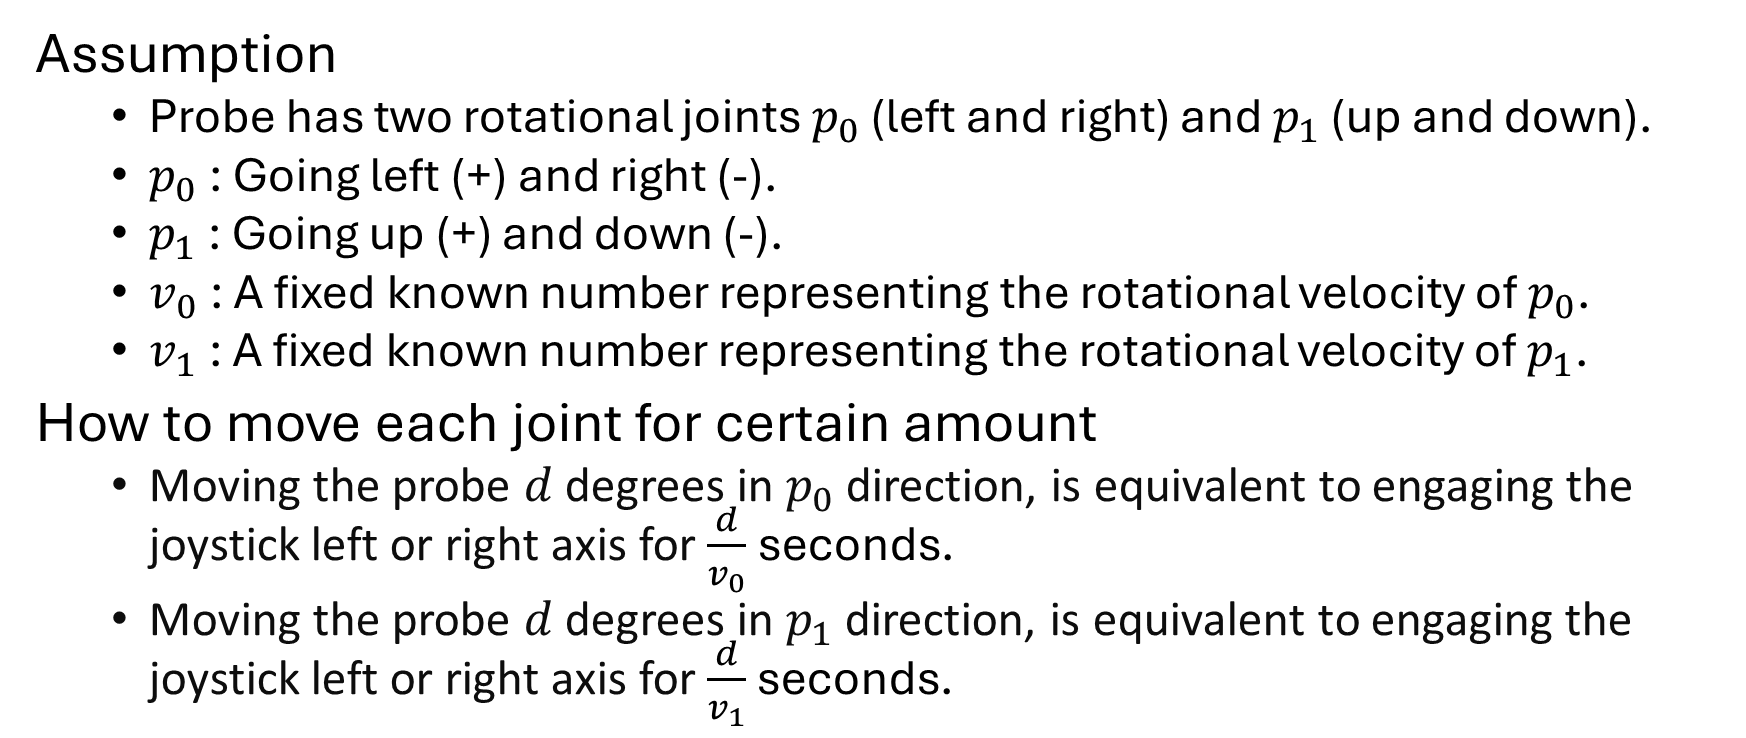 Assumption
• Probe has two rotational joints p₀ (left and right) and p₁ (up and down).
• p₀ : Going left (+) and right (-).
• p₁ : Going up (+) and down (-).
• v₀ : A fixed known number representing the rotational velocity of p₀.
• v₁ : A fixed known number representing the rotational velocity of p₁.
How to move each joint for certain amount
• Moving the probe d degrees in p₀ direction, is equivalent to engaging the
joystick left or right axis for d/v₀ seconds.
• Moving the probe d degrees in p₁ direction, is equivalent to engaging the
joystick left or right axis for d/v₁ seconds.